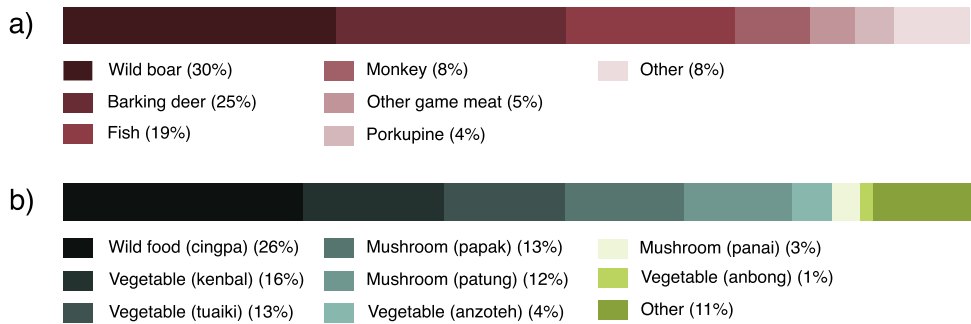 a)
Wild boar (30%)
Barking deer (25%)
Fish (19%)
Monkey (8%)
Other game meat (5%)
Porkupine (4%)
Other (8%)
b)
Wild food (cingpa) (26%)
Vegetable (kenbal) (16%)
Vegetable (tuaiki) (13%)
Mushroom (papak) (13%)
Mushroom (patung) (12%)
Vegetable (anzoteh) (4%)
Mushroom (panai) (3%)
Vegetable (anbong) (1%)
Other (11%)